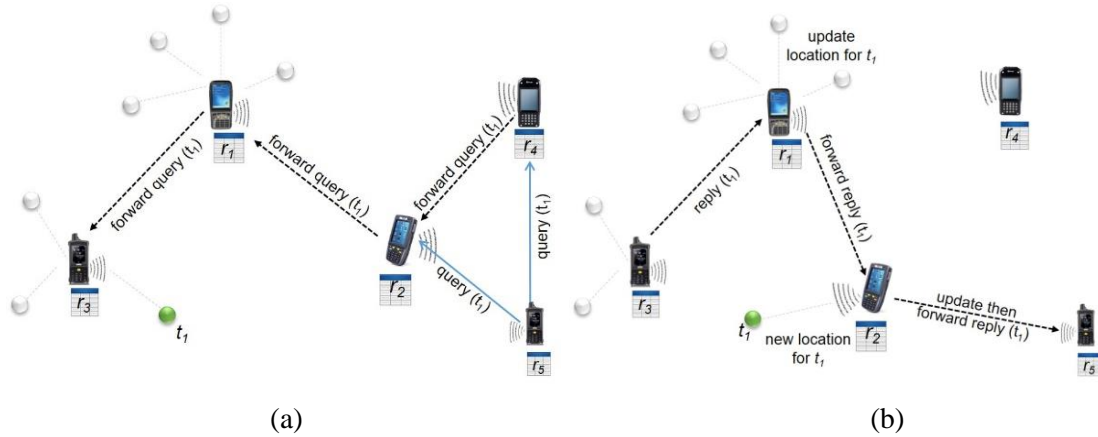 r1
forward query (t1)
forward query (t1)
forward query (t1)
r4
query (t1)
query (t1)
r2
r3
t1
r5
(a)
update
location for t1
r4
r1
reply (t1)
forward reply (t1)
r3
t1
new location
for t1
r2
update then
forward reply (t1)
r5
(b)